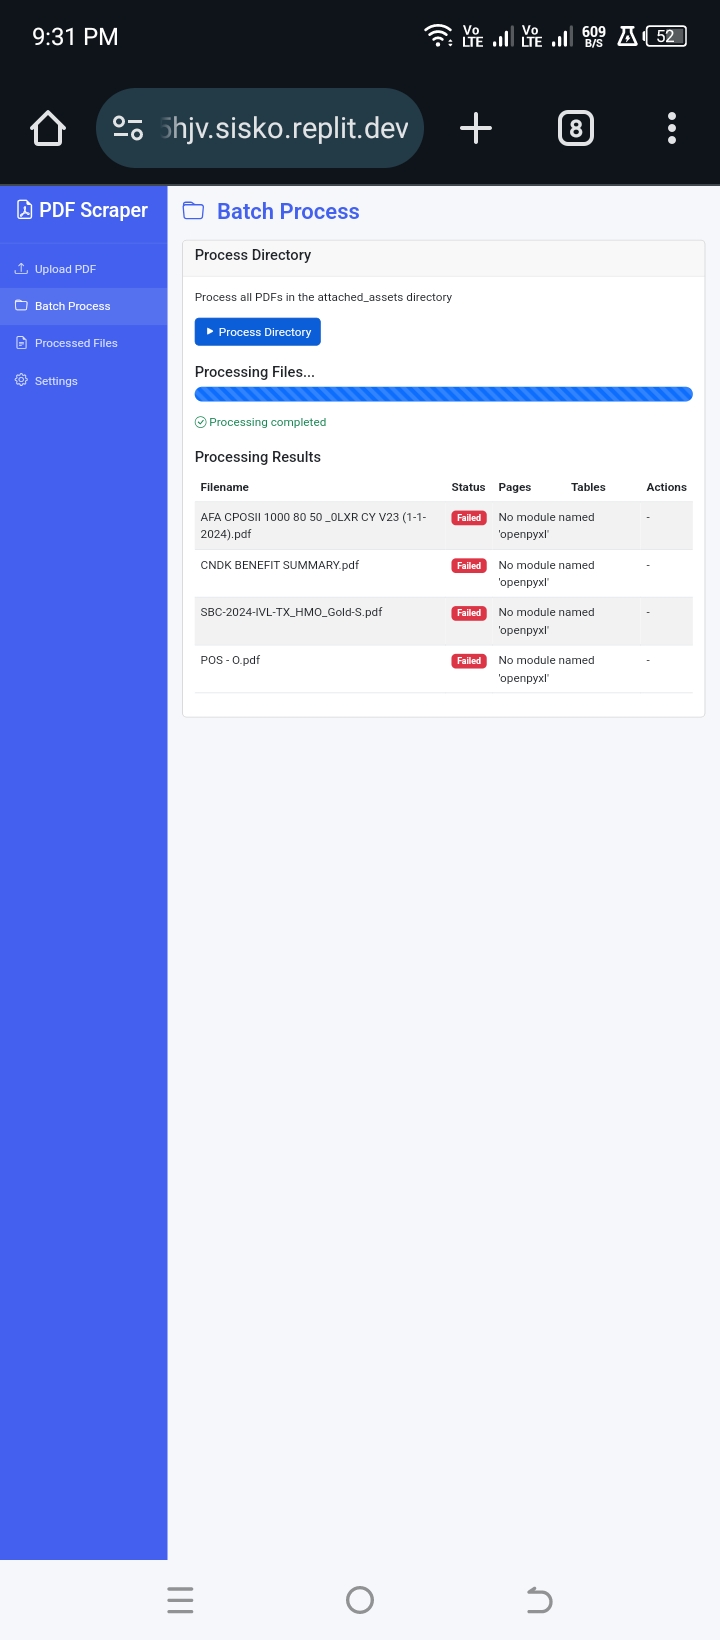 9:31 PM
Vo LTE
Vo LTE
609 B/S
52
5hjv.sisko.replit.dev
8
PDF Scraper
Upload PDF
Batch Process
Processed Files
Settings
Batch Process
Process Directory
Process all PDFs in the attached_assets directory
Process Directory
Processing Files...
Processing completed
Processing Results
Filename Status Pages Tables Actions
AFA CPOSII 1000 80 50 _0LXR CY V23 (1-1- Failed No module named -
2024).pdf 'openpyxl'
CNDK BENEFIT SUMMARY.pdf Failed No module named -
'openpyxl'
SBC-2024-IVL-TX_HMO_Gold-S.pdf Failed No module named -
'openpyxl'
POS - O.pdf Failed No module named -
'openpyxl'